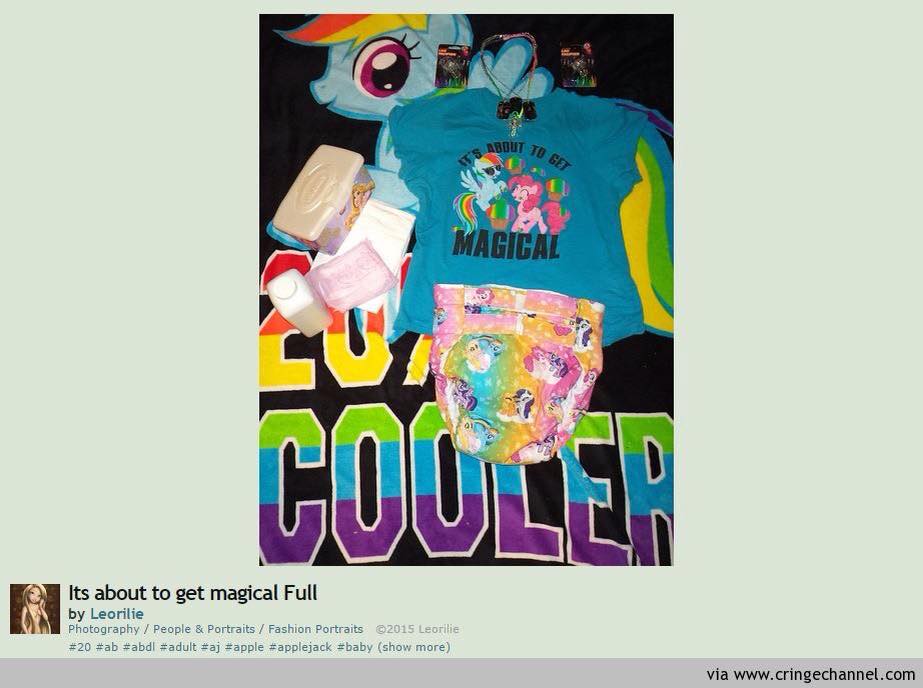 IT'S ABOUT TO GET
MAGICAL
20%
COOLER
Its about to get magical Full
by Leorilie
Photography / People & Portraits / Fashion Portraits ©2015 Leorilie
#20 #ab #abdl #adult #aj #apple #applejack #baby (show more)
via www.cringechannel.com